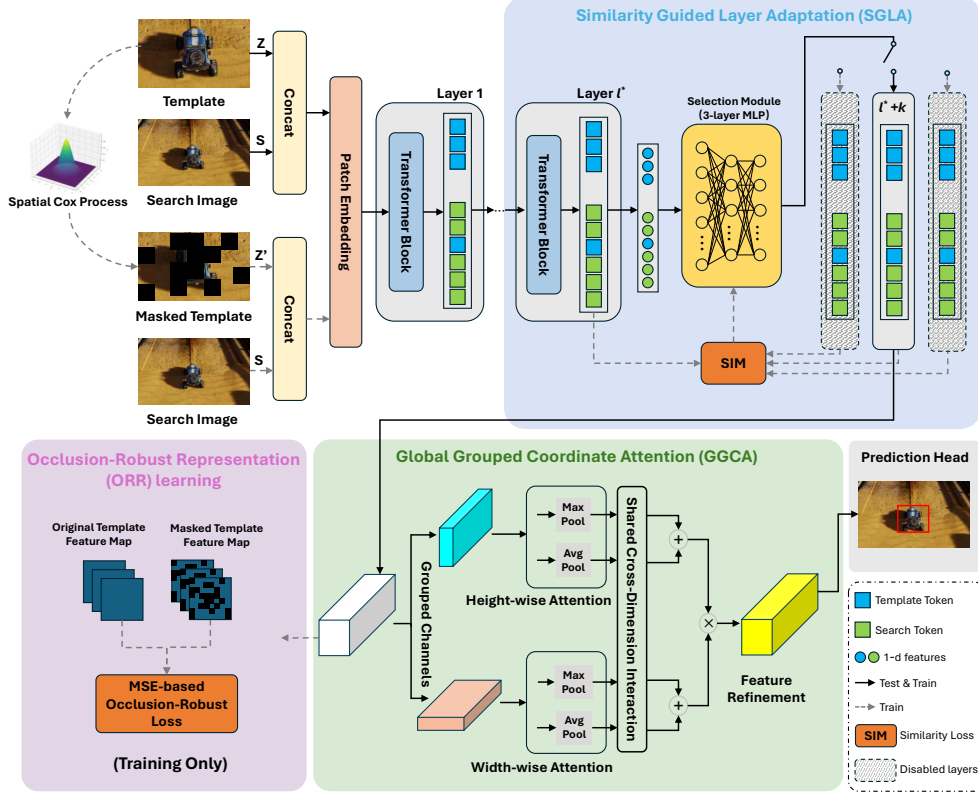 Similarity Guided Layer Adaptation (SGLA)
Z
Template
S
Search Image
Concat
Spatial Cox Process
Z'
Masked Template
S
Search Image
Concat
Patch Embedding
Layer 1
Transformer Block
Layer l*
Transformer Block
Selection Module
(3-layer MLP)
l* +k
SIM
Occlusion-Robust Representation
(ORR) learning
Original Template
Feature Map
Masked Template
Feature Map
MSE-based
Occlusion-Robust
Loss
(Training Only)
Global Grouped Coordinate Attention (GGCA)
Grouped Channels
Max
Pool
Avg
Pool
Height-wise Attention
Max
Pool
Avg
Pool
Width-wise Attention
Shared Cross-Dimension Interaction
+
+
×
Feature
Refinement
Prediction Head
Template Token
Search Token
1-d features
Test & Train
Train
SIM
Similarity Loss
Disabled layers